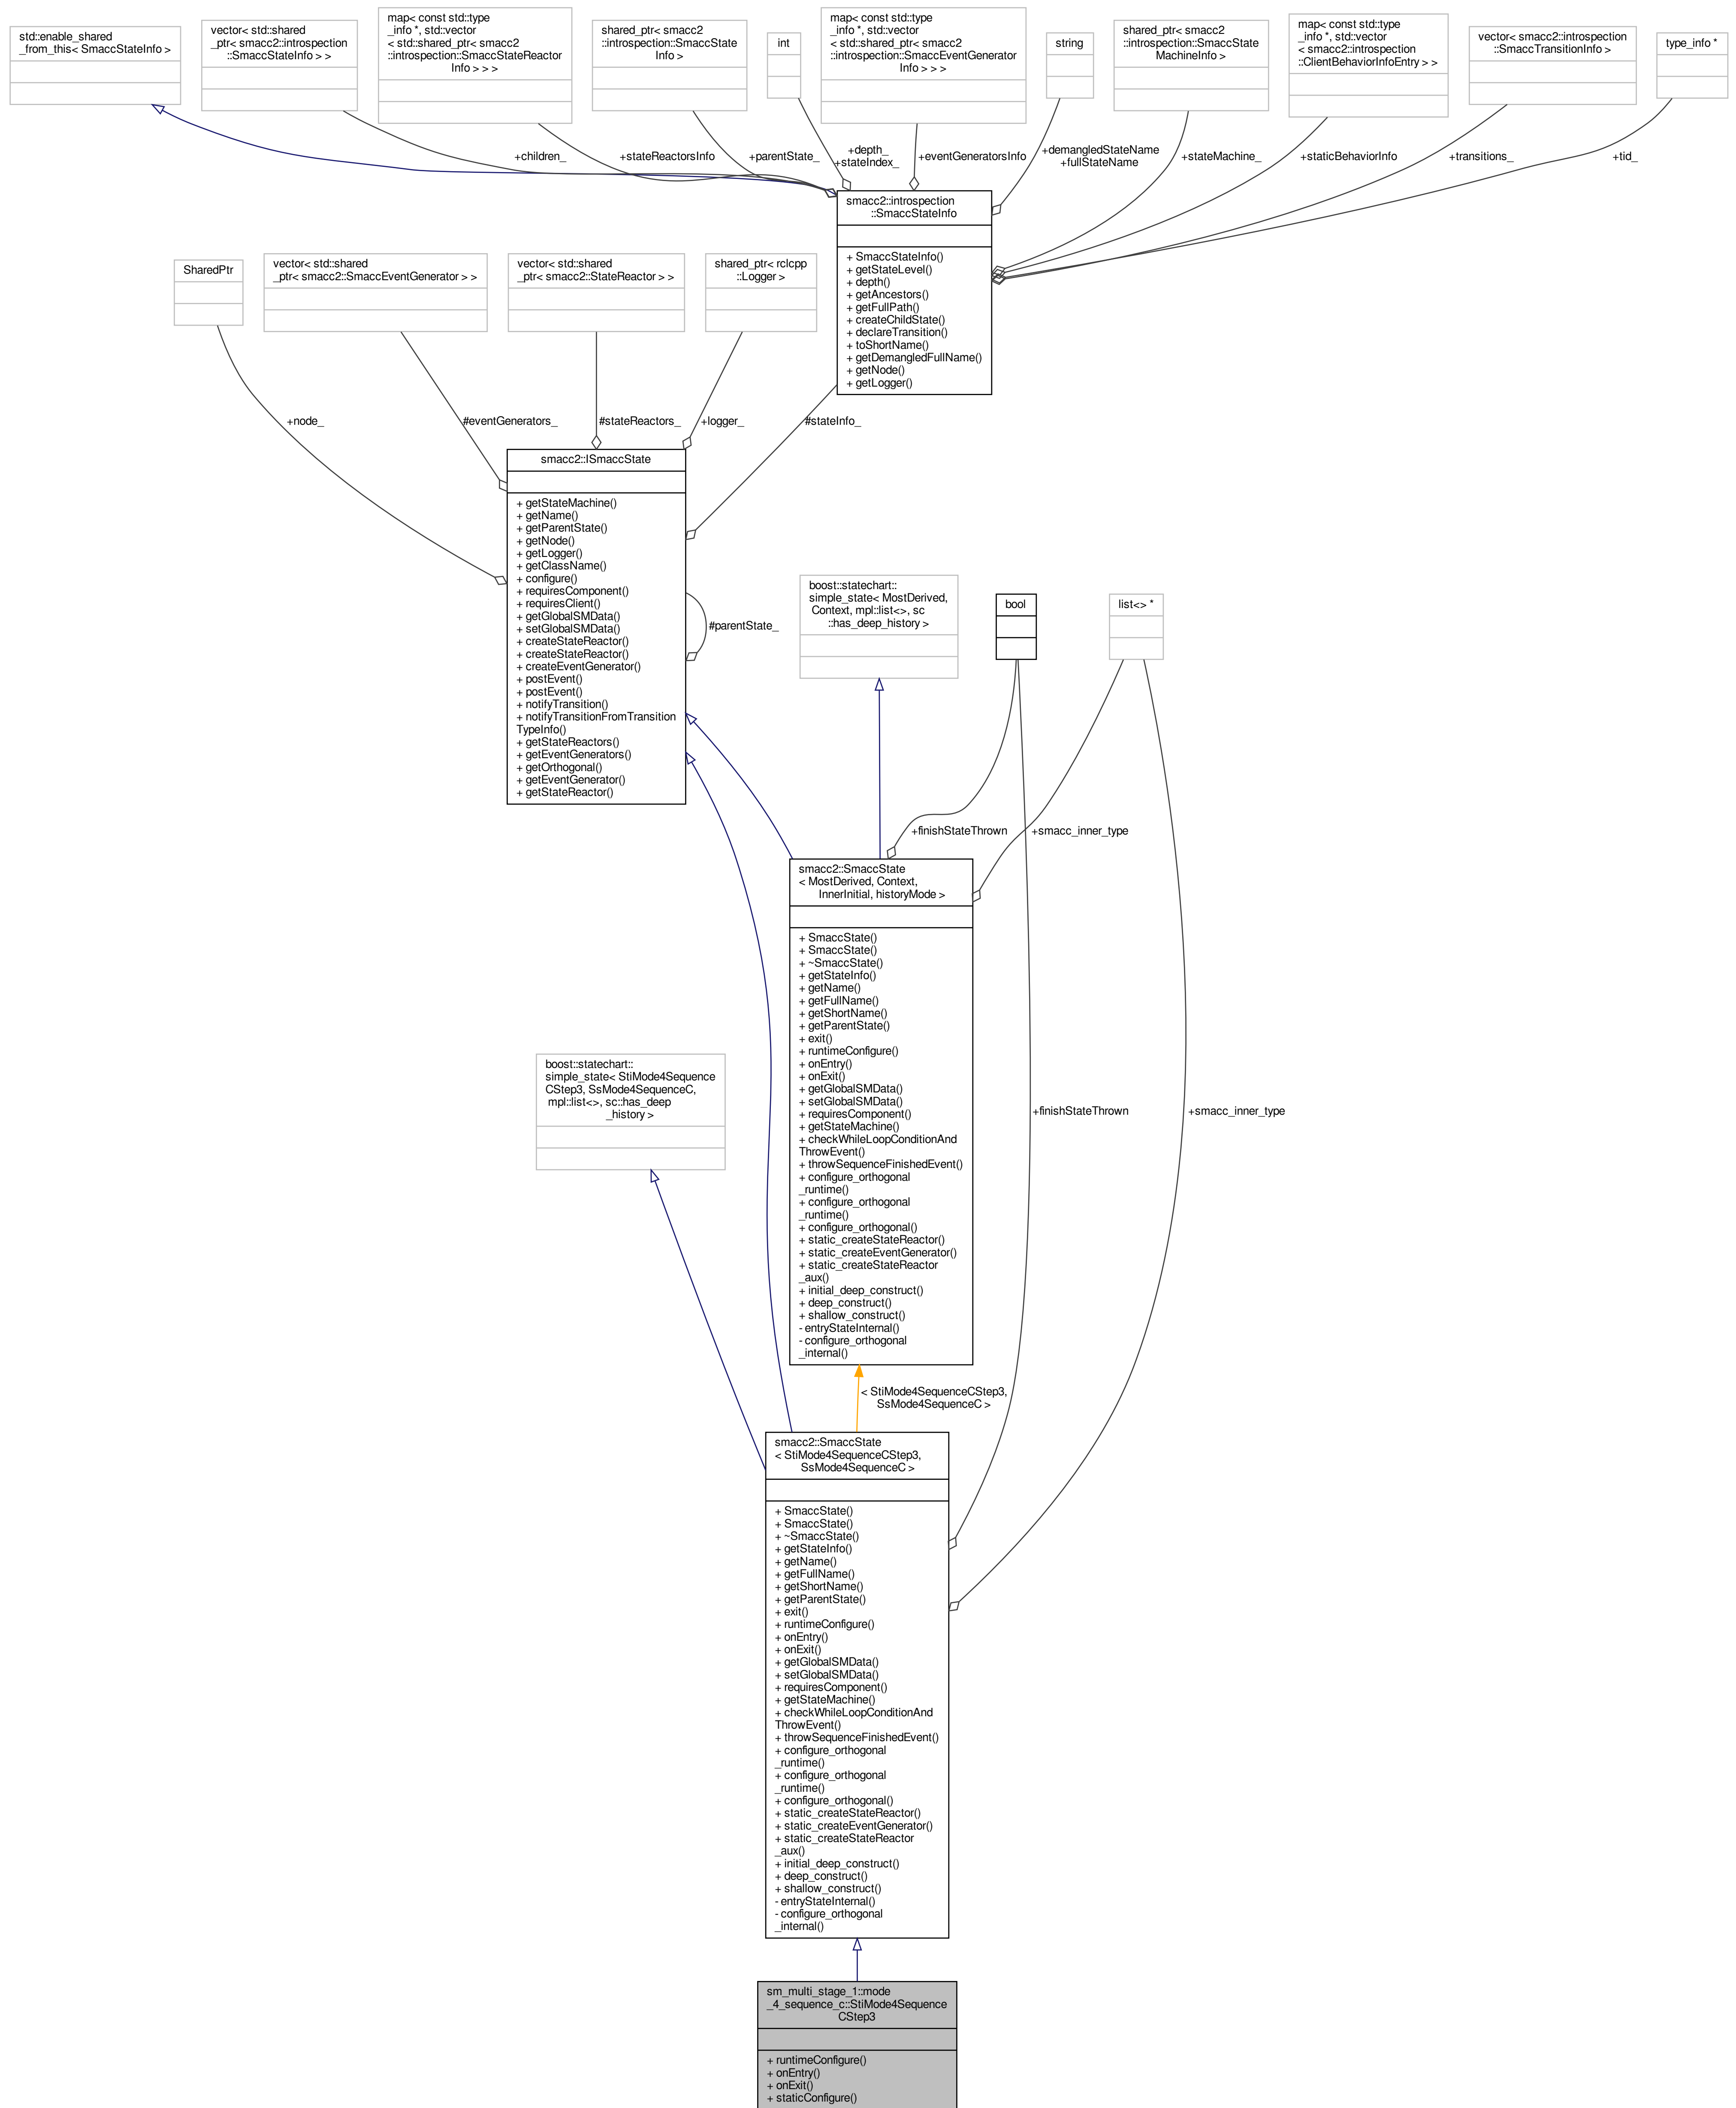 std::enable_shared
_from_this< SmaccStateInfo >
vector< std::shared
_ptr< smacc2::introspection
::SmaccStateInfo > >
map< const std::type
_info *, std::vector
< std::shared_ptr< smacc2
::introspection::SmaccStateReactor
Info > > >
shared_ptr< smacc2
::introspection::SmaccState
Info >
int
map< const std::type
_info *, std::vector
< std::shared_ptr< smacc2
::introspection::SmaccEventGenerator
Info > > >
string
shared_ptr< smacc2
::introspection::SmaccState
MachineInfo >
map< const std::type
_info *, std::vector
< smacc2::introspection
::ClientBehaviorInfoEntry > >
vector< smacc2::introspection
::SmaccTransitionInfo >
type_info *
+children_
+stateReactorsInfo
+parentState_
+depth_
+stateIndex_
+eventGeneratorsInfo
+demangledStateName
+fullStateName
+stateMachine_
+staticBehaviorInfo
+transitions_
+tid_
smacc2::introspection
::SmaccStateInfo
+ SmaccStateInfo()
+ getStateLevel()
+ depth()
+ getAncestors()
+ getFullPath()
+ createChildState()
+ declareTransition()
+ toShortName()
+ getDemangledFullName()
+ getNode()
+ getLogger()
SharedPtr
vector< std::shared
_ptr< smacc2::SmaccEventGenerator > >
vector< std::shared
_ptr< smacc2::StateReactor > >
shared_ptr< rclcpp
::Logger >
+node_
#eventGenerators_
#stateReactors_
+logger_
#stateInfo_
smacc2::ISmaccState
+ getStateMachine()
+ getName()
+ getParentState()
+ getNode()
+ getLogger()
+ getClassName()
+ configure()
+ requiresComponent()
+ requiresClient()
+ getGlobalSMData()
+ setGlobalSMData()
+ createStateReactor()
+ createStateReactor()
+ createEventGenerator()
+ postEvent()
+ postEvent()
+ notifyTransition()
+ notifyTransitionFromTransition
TypeInfo()
+ getStateReactors()
+ getEventGenerators()
+ getOrthogonal()
+ getEventGenerator()
+ getStateReactor()
#parentState_
boost::statechart::
simple_state< MostDerived,
Context, mpl::list<>, sc
::has_deep_history >
bool
list<> *
+finishStateThrown
+smacc_inner_type
smacc2::SmaccState
< MostDerived, Context,
InnerInitial, historyMode >
+ SmaccState()
+ SmaccState()
+ ~SmaccState()
+ getStateInfo()
+ getName()
+ getFullName()
+ getShortName()
+ getParentState()
+ exit()
+ runtimeConfigure()
+ onEntry()
+ onExit()
+ getGlobalSMData()
+ setGlobalSMData()
+ requiresComponent()
+ getStateMachine()
+ checkWhileLoopConditionAnd
ThrowEvent()
+ throwSequenceFinishedEvent()
+ configure_orthogonal
_runtime()
+ configure_orthogonal
_runtime()
+ configure_orthogonal()
+ static_createStateReactor()
+ static_createEventGenerator()
+ static_createStateReactor
_aux()
+ initial_deep_construct()
+ deep_construct()
+ shallow_construct()
- entryStateInternal()
- configure_orthogonal
_internal()
boost::statechart::
simple_state< StiMode4Sequence
CStep3, SsMode4SequenceC,
mpl::list<>, sc::has_deep
_history >
+finishStateThrown
+smacc_inner_type
< StiMode4SequenceCStep3,
SsMode4SequenceC >
smacc2::SmaccState
< StiMode4SequenceCStep3,
SsMode4SequenceC >
+ SmaccState()
+ SmaccState()
+ ~SmaccState()
+ getStateInfo()
+ getName()
+ getFullName()
+ getShortName()
+ getParentState()
+ exit()
+ runtimeConfigure()
+ onEntry()
+ onExit()
+ getGlobalSMData()
+ setGlobalSMData()
+ requiresComponent()
+ getStateMachine()
+ checkWhileLoopConditionAnd
ThrowEvent()
+ throwSequenceFinishedEvent()
+ configure_orthogonal
_runtime()
+ configure_orthogonal
_runtime()
+ configure_orthogonal()
+ static_createStateReactor()
+ static_createEventGenerator()
+ static_createStateReactor
_aux()
+ initial_deep_construct()
+ deep_construct()
+ shallow_construct()
- entryStateInternal()
- configure_orthogonal
_internal()
sm_multi_stage_1::mode
_4_sequence_c::StiMode4Sequence
CStep3
+ runtimeConfigure()
+ onEntry()
+ onExit()
+ staticConfigure()